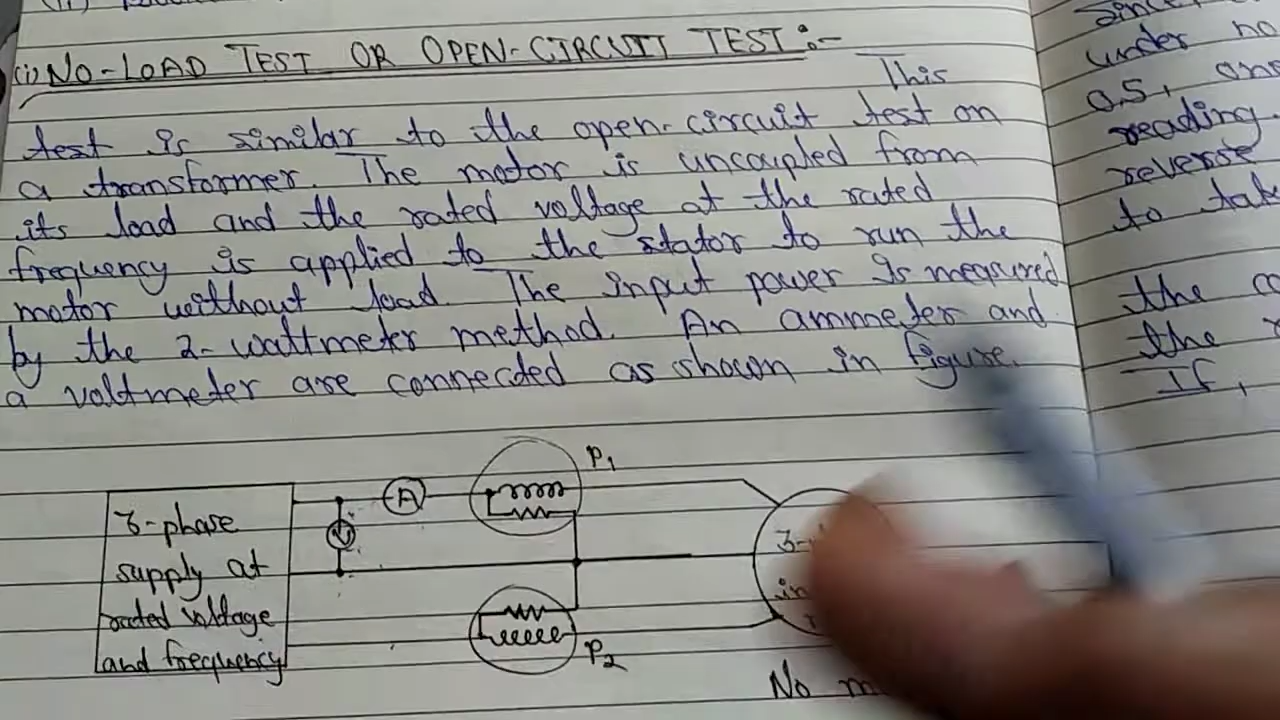 (i) NO-LOAD TEST OR OPEN-CIRCUIT TEST :-
This
test is similar to the open-circuit test on
a transformer. The motor is uncoupled from
its load and the rated voltage at the rated
frequency is applied to the stator to run the
motor without load. The input power is measured
by the 2-wattmeter method. An ammeter and
a voltmeter are connected as shown in figure.
P1
A
V
3-phase
supply at
rated voltage
and frequency
P2
3-
in
No m
under no
0.5, one
reading.
reverse
to tak
the
the
If,